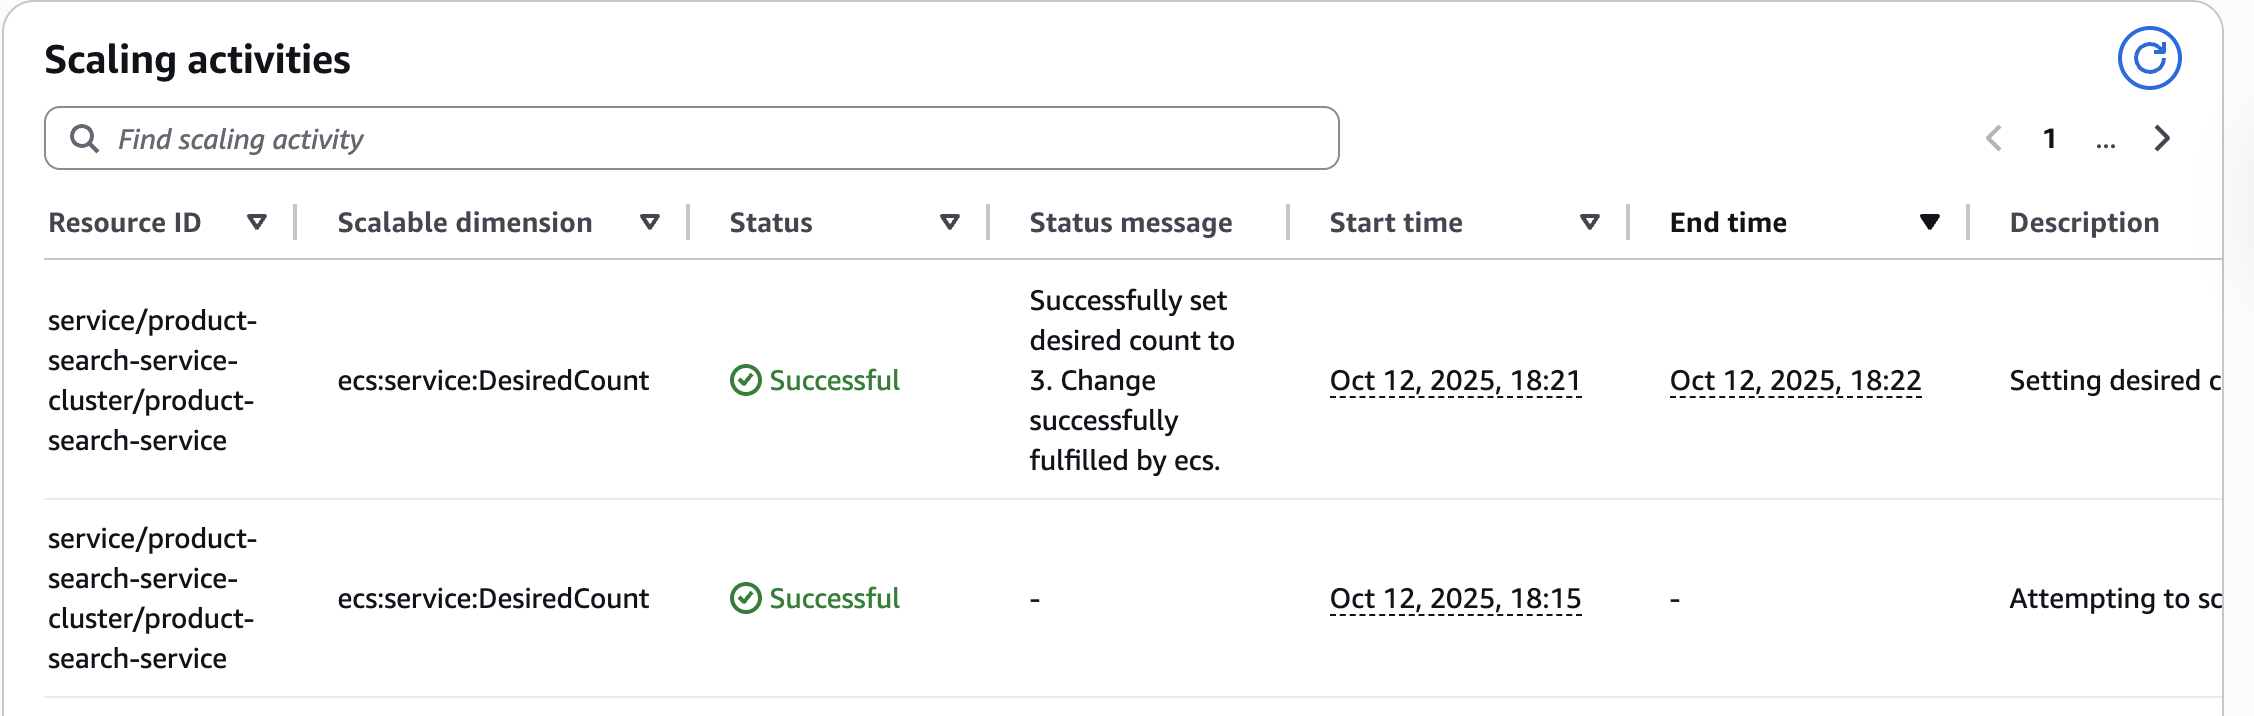 Scaling activities
Find scaling activity
1 ...
Resource ID Scalable dimension Status Status message Start time End time Description
service/product-
search-service-
cluster/product-
search-service
ecs:service:DesiredCount
Successful
Successfully set
desired count to
3. Change
successfully
fulfilled by ecs.
Oct 12, 2025, 18:21
Oct 12, 2025, 18:22
Setting desired c
service/product-
search-service-
cluster/product-
search-service
ecs:service:DesiredCount
Successful
-
Oct 12, 2025, 18:15
-
Attempting to sc